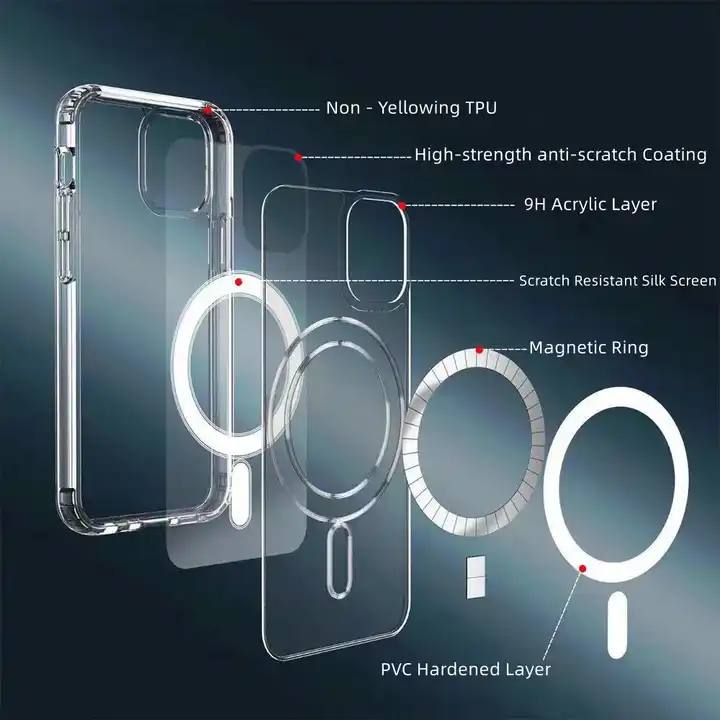 Non - Yellowing TPU
High-strength anti-scratch Coating
9H Acrylic Layer
Scratch Resistant Silk Screen
Magnetic Ring
PVC Hardened Layer